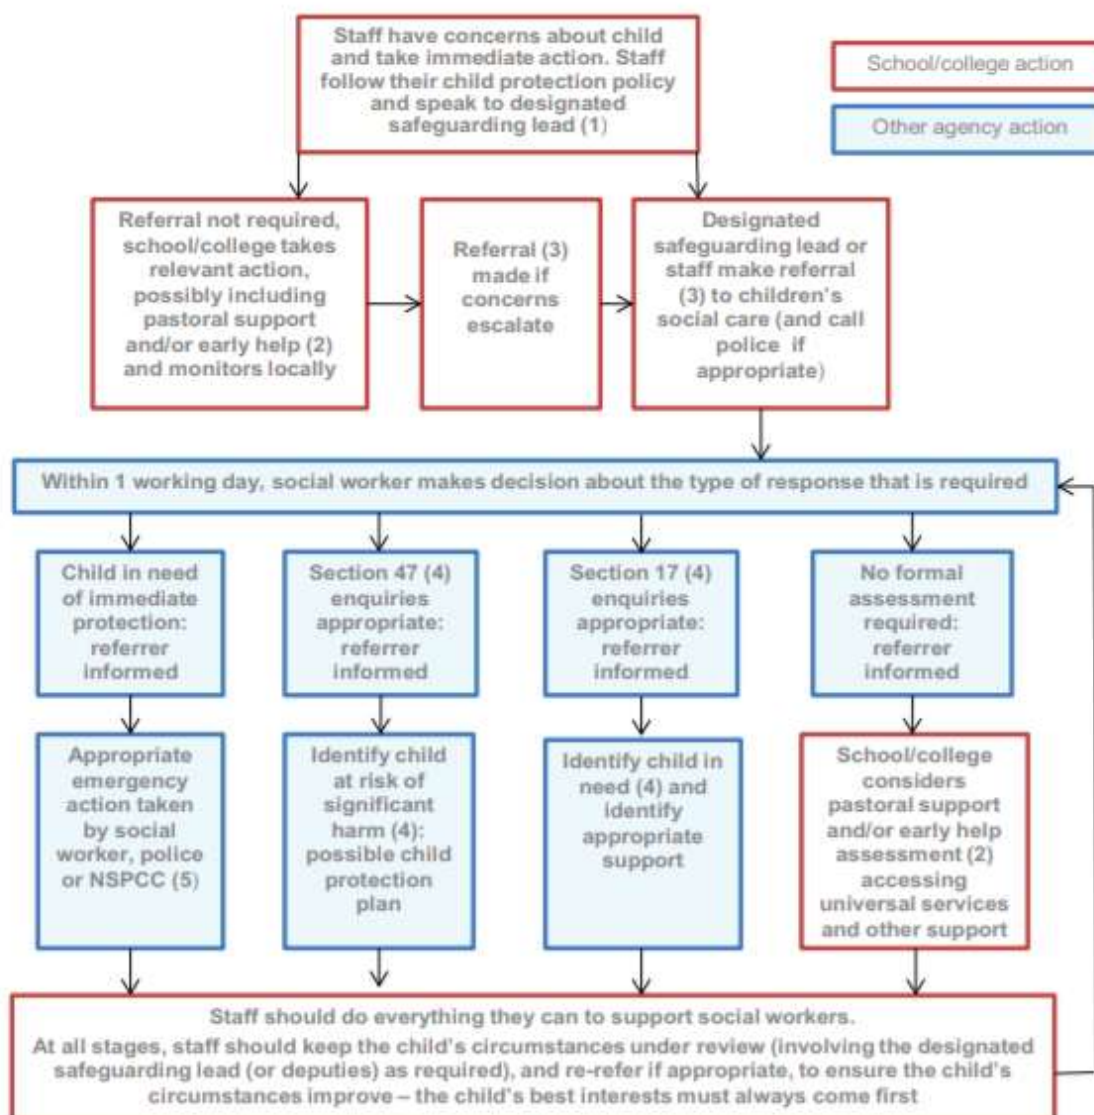 Staff have concerns about child
and take immediate action. Staff
follow their child protection policy
and speak to designated
safeguarding lead (1)
School/college action
Other agency action
Referral not required,
school/college takes
relevant action,
possibly including
pastoral support
and/or early help (2)
and monitors locally
Referral (3)
made if
concerns
escalate
Designated
safeguarding lead or
staff make referral
(3) to children's
social care (and call
police if
appropriate)
Within 1 working day, social worker makes decision about the type of response that is required
Child in need
of immediate
protection:
referrer
informed
Section 47 (4)
enquiries
appropriate:
referrer
informed
Section 17 (4)
enquiries
appropriate:
referrer
informed
No formal
assessment
required:
referrer
informed
Appropriate
emergency
action taken
by social
worker, police
or NSPCC (5)
Identify child
at risk of
significant
harm (4):
possible child
protection
plan
Identify child in
need (4) and
identify
appropriate
support
School/college
considers
pastoral support
and/or early help
assessment (2)
accessing
universal services
and other support
Staff should do everything they can to support social workers.
At all stages, staff should keep the child's circumstances under review (involving the designated
safeguarding lead (or deputies) as required), and re-refer if appropriate, to ensure the child's
circumstances improve – the child's best interests must always come first